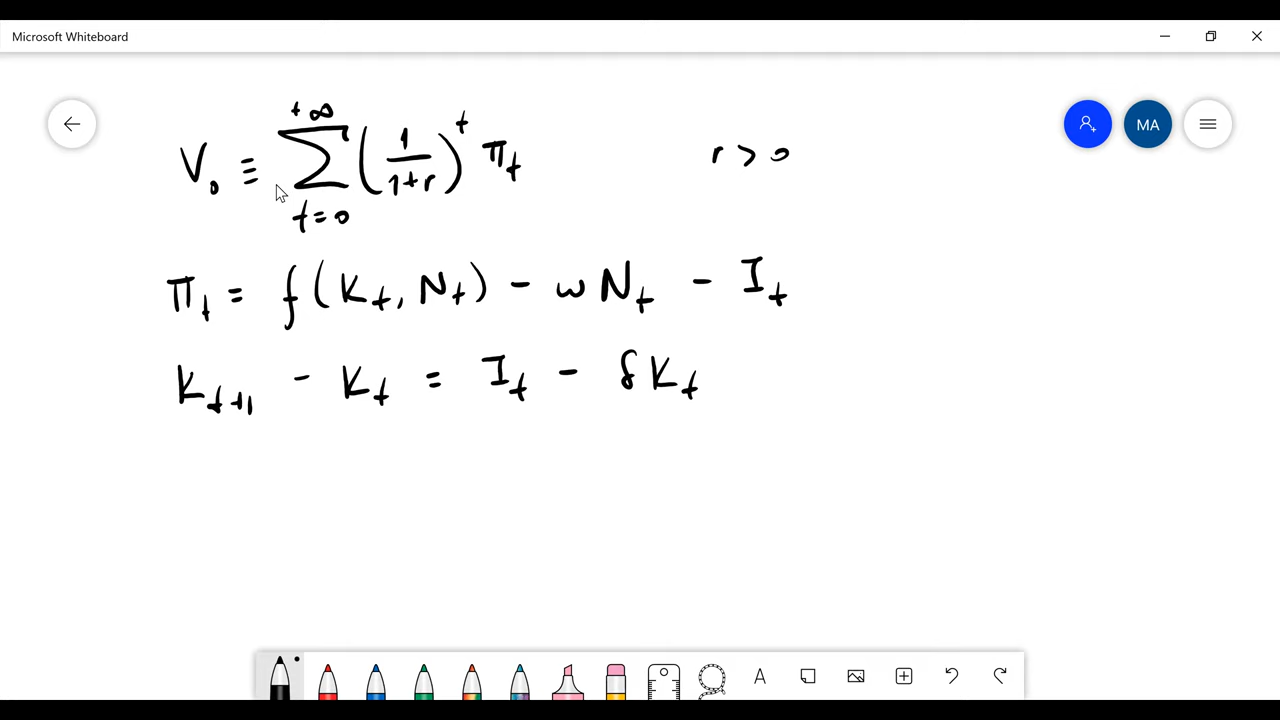 Microsoft Whiteboard
MA
V₀ ≡ ∑_{t=0}^{+∞} (1/(1+r))^t π_t    r > 0
π_t = f(K_t, N_t) − wN_t − I_t
K_{t+1} − K_t = I_t − δK_t
A